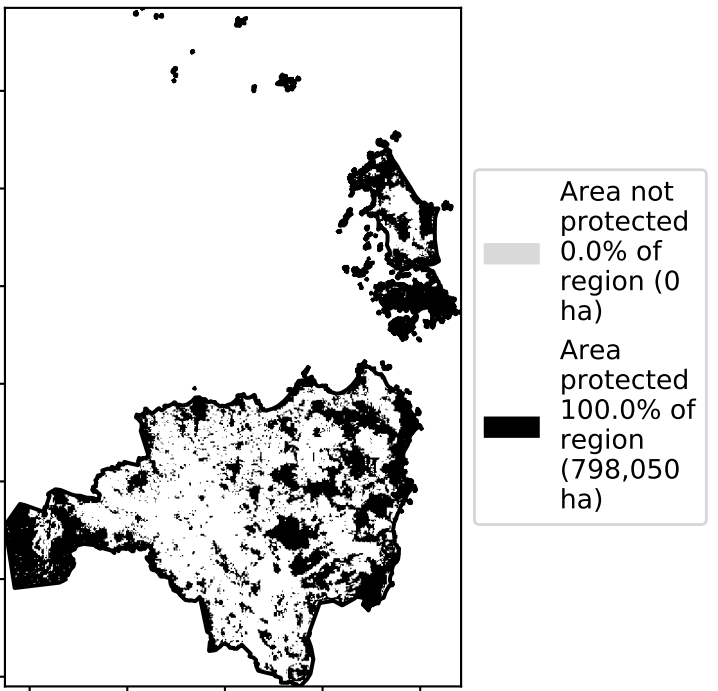 Area not
protected
0.0% of
region (0
ha)
Area
protected
100.0% of
region
(798,050
ha)